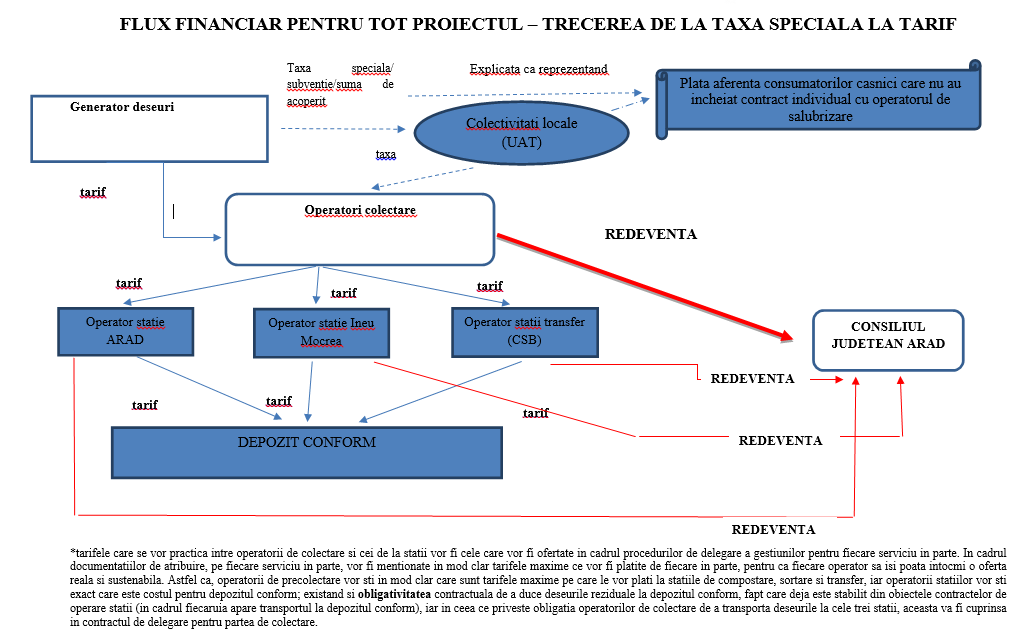 FLUX FINANCIAR PENTRU TOT PROIECTUL – TRECEREA DE LA TAXA SPECIALA LA TARIF
Taxa speciala/
subventie/suma de
acoperit
Explicata ca reprezentand
Plata aferenta consumatorilor casnici care nu au
incheiat contract individual cu operatorul de
salubrizare
Generator deseuri
Colectivitati locale
(UAT)
taxa
tarif
Operatori colectare
REDEVENTA
tarif
tarif
tarif
Operator statie
ARAD
Operator statie Ineu
Mocrea
Operator statii transfer
(CSB)
CONSILIUL
JUDETEAN ARAD
REDEVENTA
tarif
tarif
tarif
REDEVENTA
DEPOZIT CONFORM
REDEVENTA
*tarifele care se vor practica intre operatorii de colectare si cei de la statii vor fi cele care vor fi ofertate in cadrul procedurilor de delegare a gestiunilor pentru fiecare serviciu in parte. In cadrul
documentatiilor de atribuire, pe fiecare serviciu in parte, vor fi mentionate in mod clar tarifele maxime ce vor fi platite de fiecare in parte, pentru ca fiecare operator sa isi poata intocmi o oferta
reala si sustenabila. Astfel ca, operatorii de precolectare vor sti in mod clar care sunt tarifele maxime pe care le vor plati la statiile de compostare, sortare si transfer, iar operatorii statiilor vor sti
exact care este costul pentru depozitul conform; existand si obligativitatea contractuala de a duce deseurile reziduale la depozitul conform, fapt care deja este stabilit din obiectele contractelor de
operare statii (in cadrul fiecaruia apare transportul la depozitul conform), iar in ceea ce priveste obligatia operatorilor de colectare de a transporta deseurile la cele trei statii, aceasta va fi cuprinsa
in contractul de delegare pentru partea de colectare.